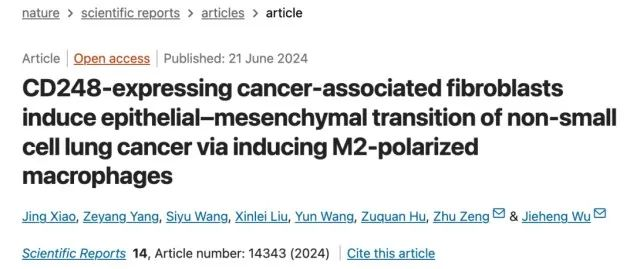 nature > scientific reports > articles > article
Article | Open access | Published: 21 June 2024
CD248-expressing cancer-associated fibroblasts
induce epithelial–mesenchymal transition of non-small
cell lung cancer via inducing M2-polarized
macrophages
Jing Xiao, Zeyang Yang, Siyu Wang, Xinlei Liu, Yun Wang, Zuquan Hu, Zhu Zeng & Jieheng Wu
Scientific Reports 14, Article number: 14343 (2024) | Cite this article